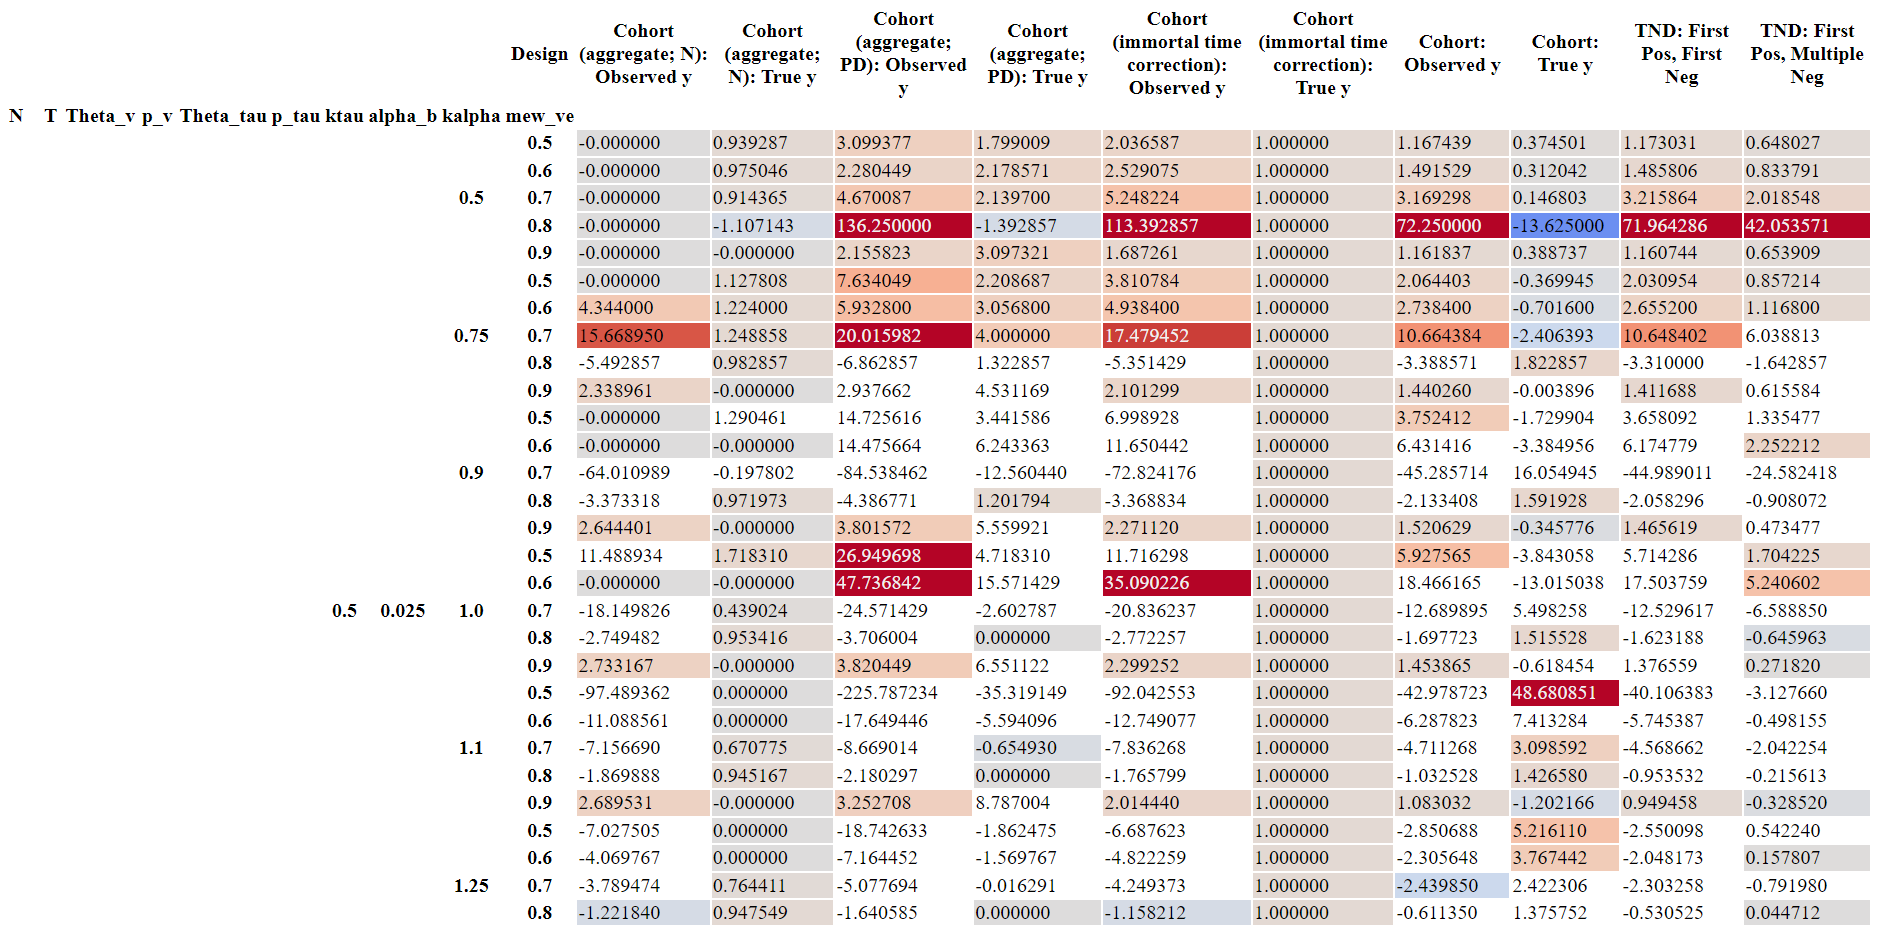 Design Cohort (aggregate; N): Observed y Cohort (aggregate; N): True y Cohort (aggregate; PD): Observed y Cohort (aggregate; PD): True y Cohort (immortal time correction): Observed y Cohort (immortal time correction): True y Cohort: Observed y Cohort: True y TND: First Pos, First Neg TND: First Pos, Multiple Neg
N T Theta_v p_v Theta_tau p_tau ktau alpha_b kalpha mew_ve
0.5 -0.000000 0.939287 3.099377 1.799009 2.036587 1.000000 1.167439 0.374501 1.173031 0.648027
0.6 -0.000000 0.975046 2.280449 2.178571 2.529075 1.000000 1.491529 0.312042 1.485806 0.833791
0.5 0.7 -0.000000 0.914365 4.670087 2.139700 5.248224 1.000000 3.169298 0.146803 3.215864 2.018548
0.8 -0.000000 -1.107143 136.250000 -1.392857 113.392857 1.000000 72.250000 -13.625000 71.964286 42.053571
0.9 -0.000000 -0.000000 2.155823 3.097321 1.687261 1.000000 1.161837 0.388737 1.160744 0.653909
0.5 -0.000000 1.127808 7.634049 2.208687 3.810784 1.000000 2.064403 -0.369945 2.030954 0.857214
0.6 4.344000 1.224000 5.932800 3.056800 4.938400 1.000000 2.738400 -0.701600 2.655200 1.116800
0.75 0.7 15.668950 1.248858 20.015982 4.000000 17.479452 1.000000 10.664384 -2.406393 10.648402 6.038813
0.8 -5.492857 0.982857 -6.862857 1.322857 -5.351429 1.000000 -3.388571 1.822857 -3.310000 -1.642857
0.9 2.338961 -0.000000 2.937662 4.531169 2.101299 1.000000 1.440260 -0.003896 1.411688 0.615584
0.5 -0.000000 1.290461 14.725616 3.441586 6.998928 1.000000 3.752412 -1.729904 3.658092 1.335477
0.6 -0.000000 -0.000000 14.475664 6.243363 11.650442 1.000000 6.431416 -3.384956 6.174779 2.252212
0.9 0.7 -64.010989 -0.197802 -84.538462 -12.560440 -72.824176 1.000000 -45.285714 16.054945 -44.989011 -24.582418
0.8 -3.373318 0.971973 -4.386771 1.201794 -3.368834 1.000000 -2.133408 1.591928 -2.058296 -0.908072
0.9 2.644401 -0.000000 3.801572 5.559921 2.271120 1.000000 1.520629 -0.345776 1.465619 0.473477
0.5 11.488934 1.718310 26.949698 4.718310 11.716298 1.000000 5.927565 -3.843058 5.714286 1.704225
0.6 -0.000000 -0.000000 47.736842 15.571429 35.090226 1.000000 18.466165 -13.015038 17.503759 5.240602
0.5 0.025 1.0 0.7 -18.149826 0.439024 -24.571429 -2.602787 -20.836237 1.000000 -12.689895 5.498258 -12.529617 -6.588850
0.8 -2.749482 0.953416 -3.706004 0.000000 -2.772257 1.000000 -1.697723 1.515528 -1.623188 -0.645963
0.9 2.733167 -0.000000 3.820449 6.551122 2.299252 1.000000 1.453865 -0.618454 1.376559 0.271820
0.5 -97.489362 0.000000 -225.787234 -35.319149 -92.042553 1.000000 -42.978723 48.680851 -40.106383 -3.127660
0.6 -11.088561 0.000000 -17.649446 -5.594096 -12.749077 1.000000 -6.287823 7.413284 -5.745387 -0.498155
1.1 0.7 -7.156690 0.670775 -8.669014 -0.654930 -7.836268 1.000000 -4.711268 3.098592 -4.568662 -2.042254
0.8 -1.869888 0.945167 -2.180297 0.000000 -1.765799 1.000000 -1.032528 1.426580 -0.953532 -0.215613
0.9 2.689531 -0.000000 3.252708 8.787004 2.014440 1.000000 1.083032 -1.202166 0.949458 -0.328520
0.5 -7.027505 0.000000 -18.742633 -1.862475 -6.687623 1.000000 -2.850688 5.216110 -2.550098 0.542240
0.6 -4.069767 0.000000 -7.164452 -1.569767 -4.822259 1.000000 -2.305648 3.767442 -2.048173 0.157807
1.25 0.7 -3.789474 0.764411 -5.077694 -0.016291 -4.249373 1.000000 -2.439850 2.422306 -2.303258 -0.791980
0.8 -1.221840 0.947549 -1.640585 0.000000 -1.158212 1.000000 -0.611350 1.375752 -0.530525 0.044712